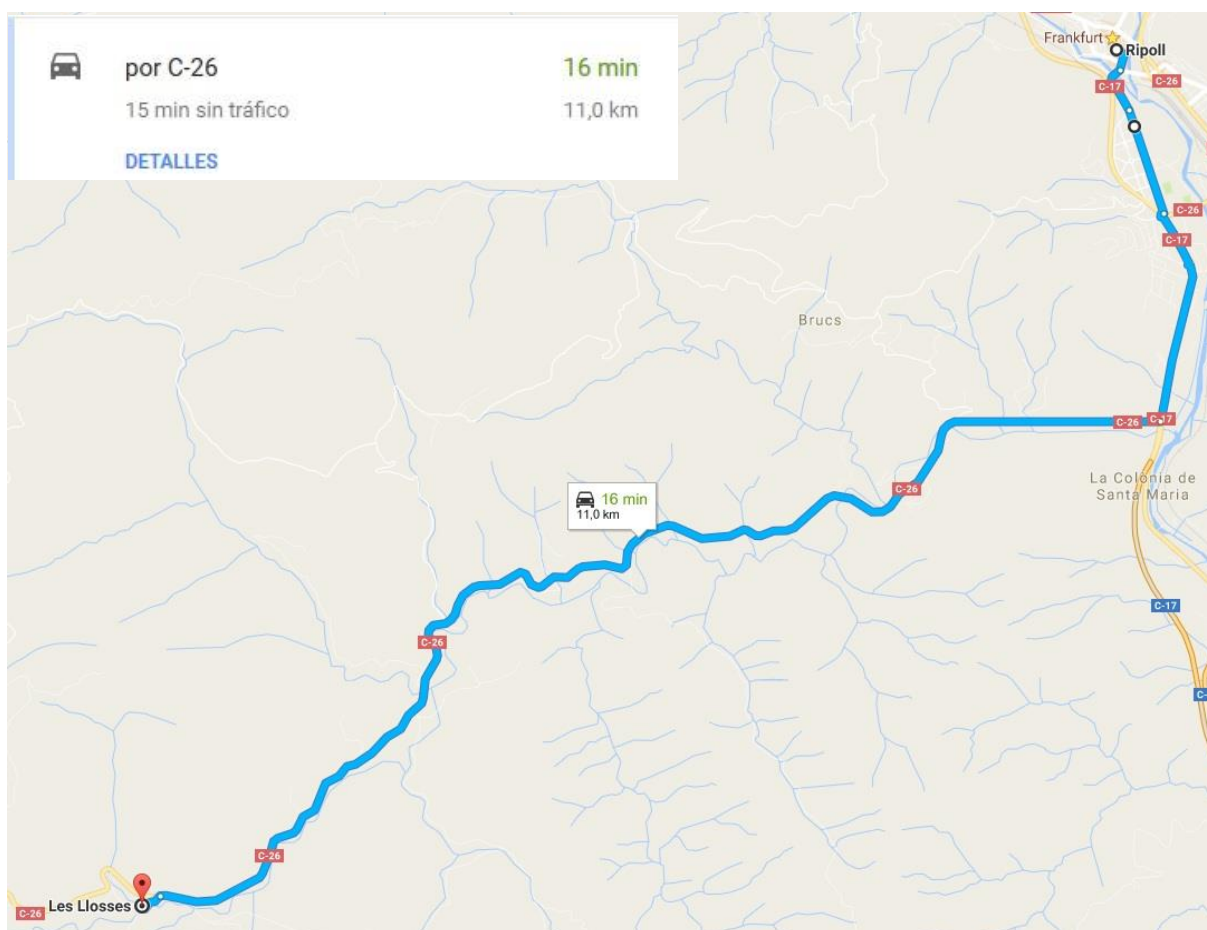 por C-26
16 min
15 min sin tráfico
11,0 km
DETALLES
Frankfurt
Ripoll
C-17
C-26
C-26
C-17
Brucs
C-26
C-17
La Colònia de
Santa Maria
C-26
16 min
11,0 km
C-17
C-26
C-
C-26
Les Llosses
C-26